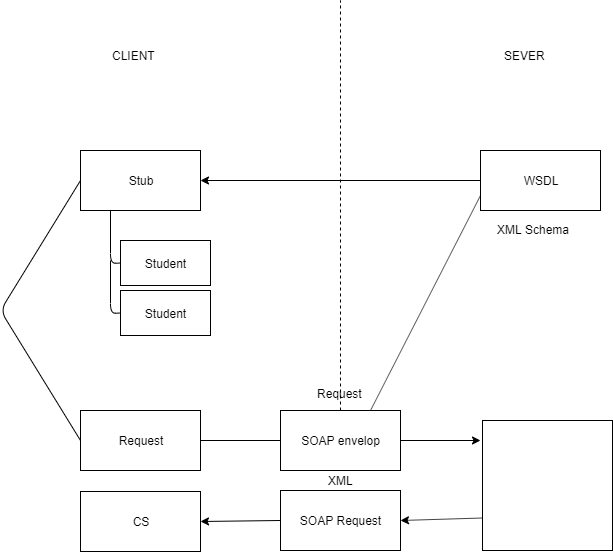 CLIENT
SEVER
Stub
WSDL
XML Schema
Student
Student
Request
Request
SOAP envelop
XML
CS
SOAP Request